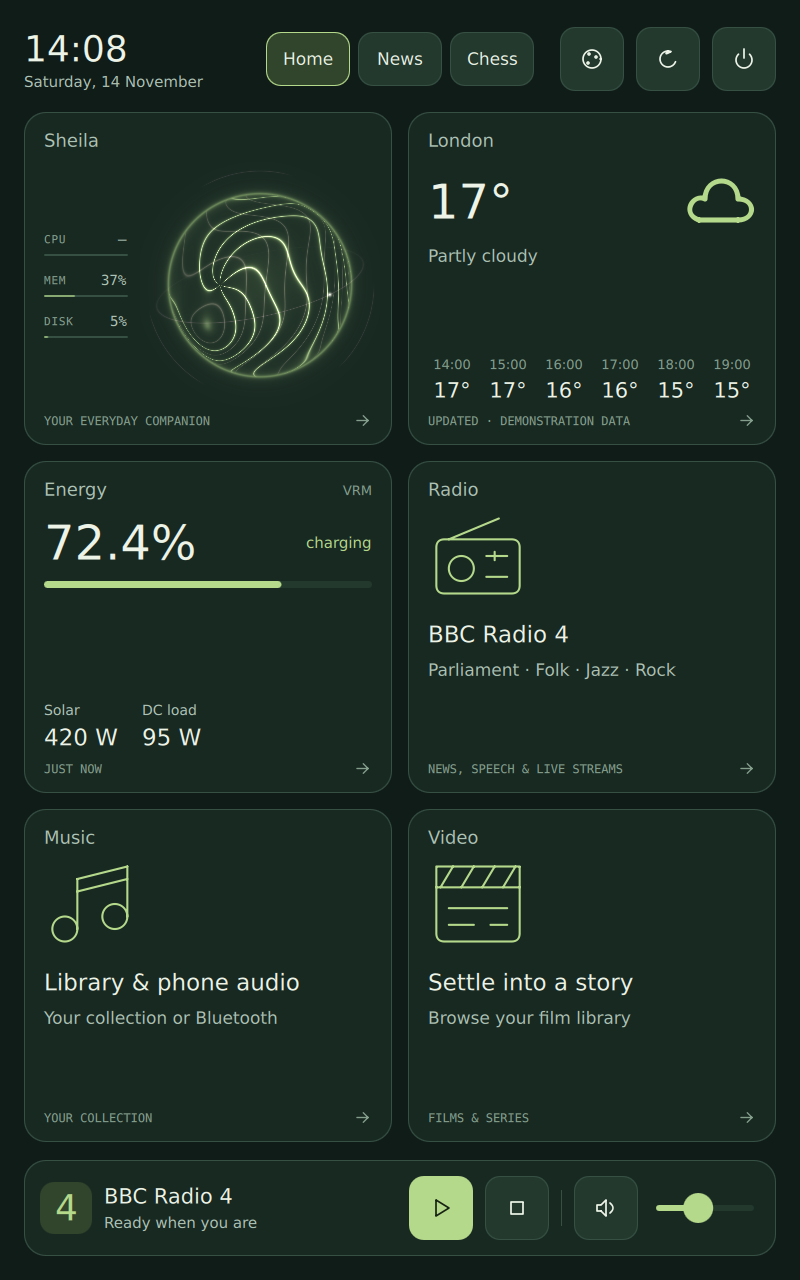 14:08
Saturday, 14 November
Home
News
Chess
Sheila
CPU —
MEM 37%
DISK 5%
YOUR EVERYDAY COMPANION
London
17°
Partly cloudy
14:00 15:00 16:00 17:00 18:00 19:00
17° 17° 16° 16° 15° 15°
UPDATED · DEMONSTRATION DATA
Energy
VRM
72.4%
charging
Solar DC load
420 W 95 W
JUST NOW
Radio
BBC Radio 4
Parliament · Folk · Jazz · Rock
NEWS, SPEECH & LIVE STREAMS
Music
Library & phone audio
Your collection or Bluetooth
YOUR COLLECTION
Video
Settle into a story
Browse your film library
FILMS & SERIES
4
BBC Radio 4
Ready when you are